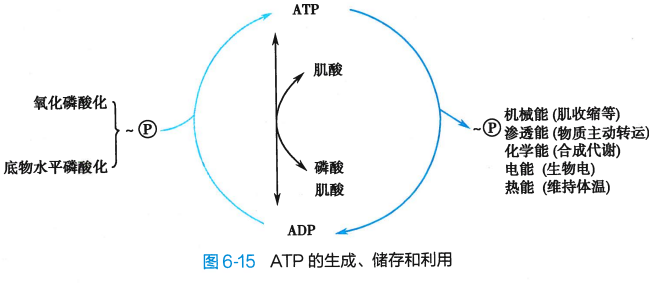 ATP
肌酸
氧化磷酸化
~ P
底物水平磷酸化
~ P
机械能 (肌收缩等)
渗透能 (物质主动转运)
化学能 (合成代谢)
电能 (生物电)
热能 (维持体温)
磷酸
肌酸
ADP
图 6-15 ATP 的生成、储存和利用